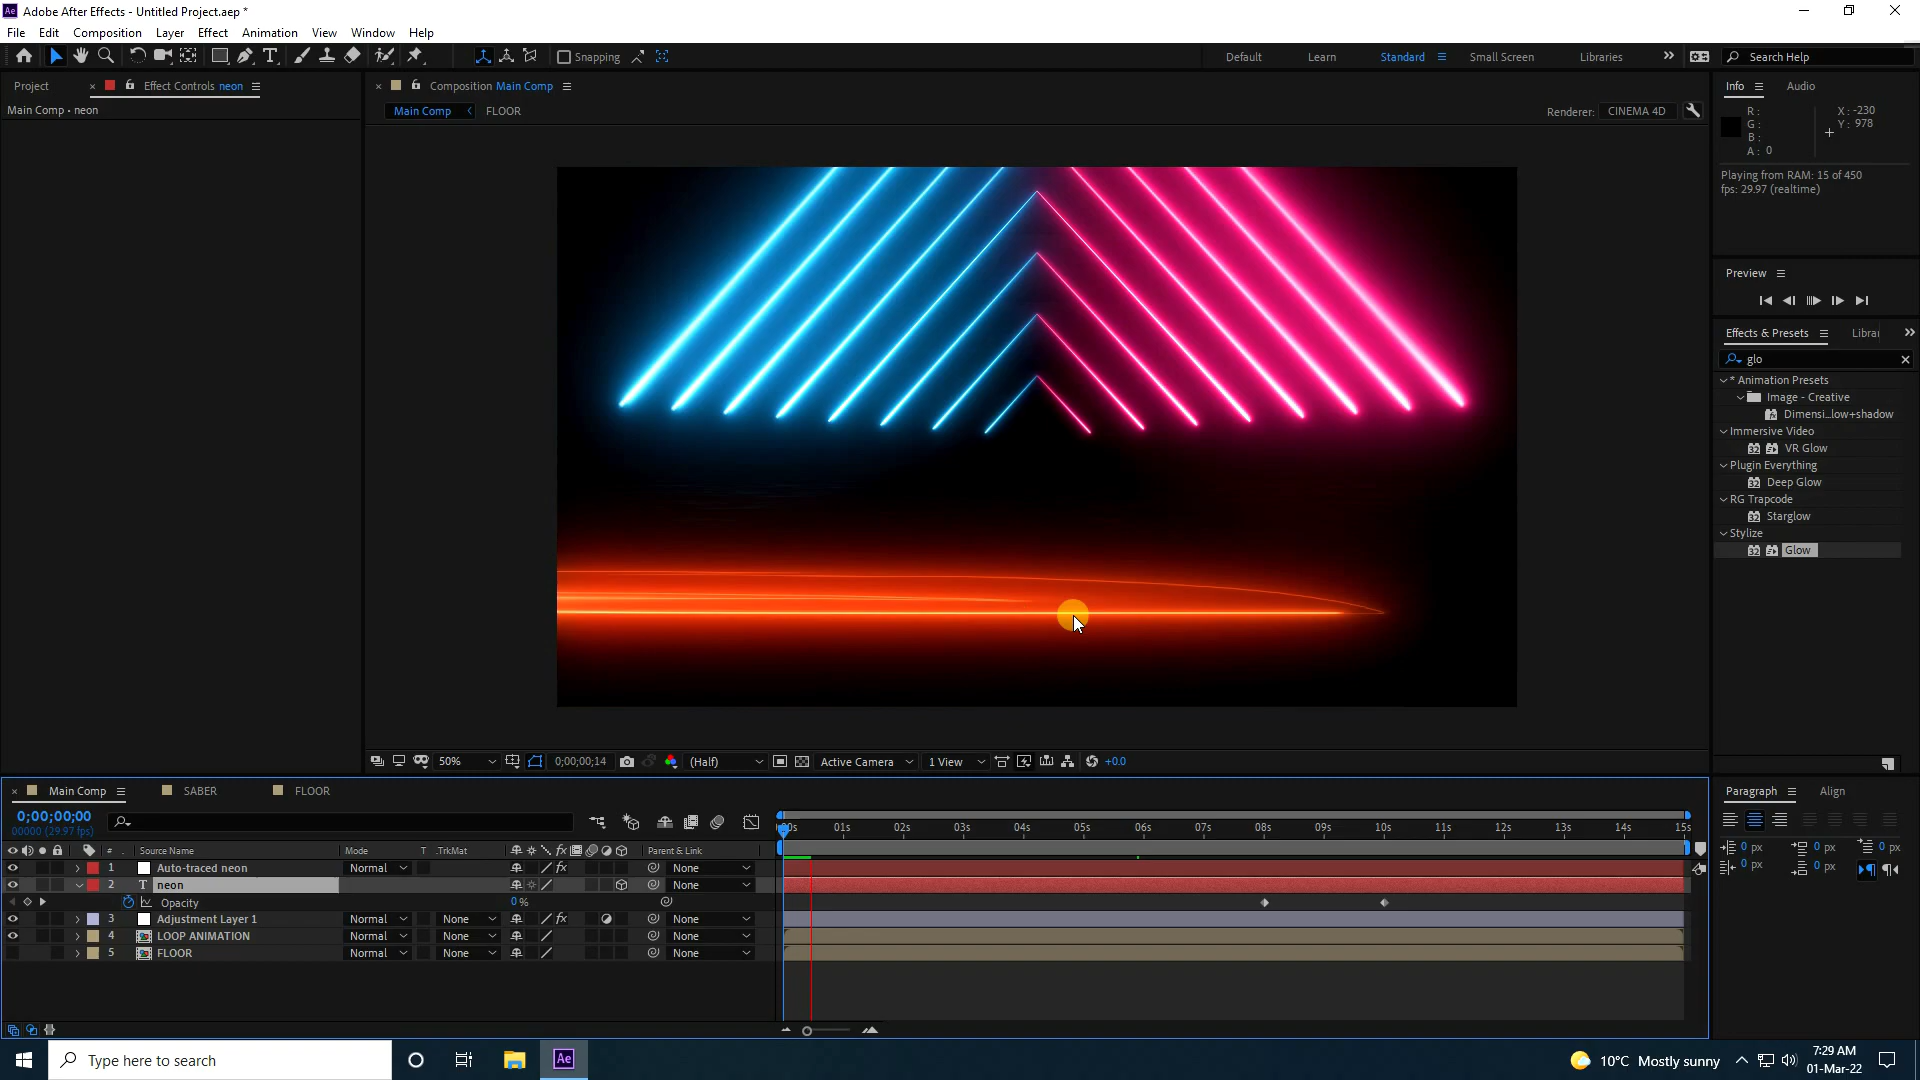 Adobe After Effects - Untitled Project.aep *
File Edit Composition Layer Effect Animation View Window Help
Snapping
Default Learn Standard Small Screen Libraries
Search Help
Project
Effect Controls neon
Main Comp • neon
Composition Main Comp
Main Comp FLOOR
Renderer: CINEMA 4D
Info Audio
R :
G :
B :
A : 0
X : -230
Y : 978
Playing from RAM: 15 of 450
fps: 29.97 (realtime)
Preview
Effects & Presets
glo
* Animation Presets
Image - Creative
Dimensi...low+shadow
Immersive Video
VR Glow
Plugin Everything
Deep Glow
RG Trapcode
Starglow
Stylize
Glow
50%
0;00;00;14
(Half)
Active Camera
1 View
+0.0
Main Comp SABER FLOOR
0;00;00;00
00000 (29.97 fps)
01s 02s 03s 04s 05s 06s 07s 08s 09s 10s 11s 12s 13s 14s 15s
# Source Name Mode T .TrkMat Parent & Link
1 Auto-traced neon Normal None
2 T neon None
Opacity 0 %
3 Adjustment Layer 1 Normal None None
4 LOOP ANIMATION Normal None None
5 FLOOR Normal None None
Paragraph Align
0 px 0 px 0 px
0 px 0 px
Type here to search
Ae
10°C Mostly sunny
7:29 AM
01-Mar-22